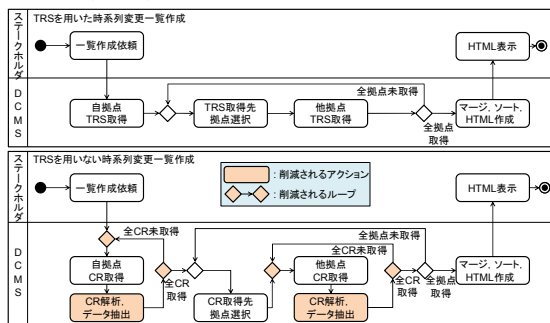 TRSを用いた時系列変更一覧作成
ステークホルダ
一覧作成依頼
HTML表示
DCMS
自拠点
TRS取得
TRS取得先
拠点選択
他拠点
TRS取得
全拠点未取得
全拠点
取得
マージ、ソート、
HTML作成
TRSを用いない時系列変更一覧作成
ステークホルダ
一覧作成依頼
：削減されるアクション
：削減されるループ
HTML表示
DCMS
全CR未取得
自拠点
CR取得
CR解析、
データ抽出
全CR
取得
CR取得先
拠点選択
全拠点未取得
全CR未取得
他拠点
CR取得
CR解析、
データ抽出
全CR
取得
全拠点
取得
マージ、ソート、
HTML作成